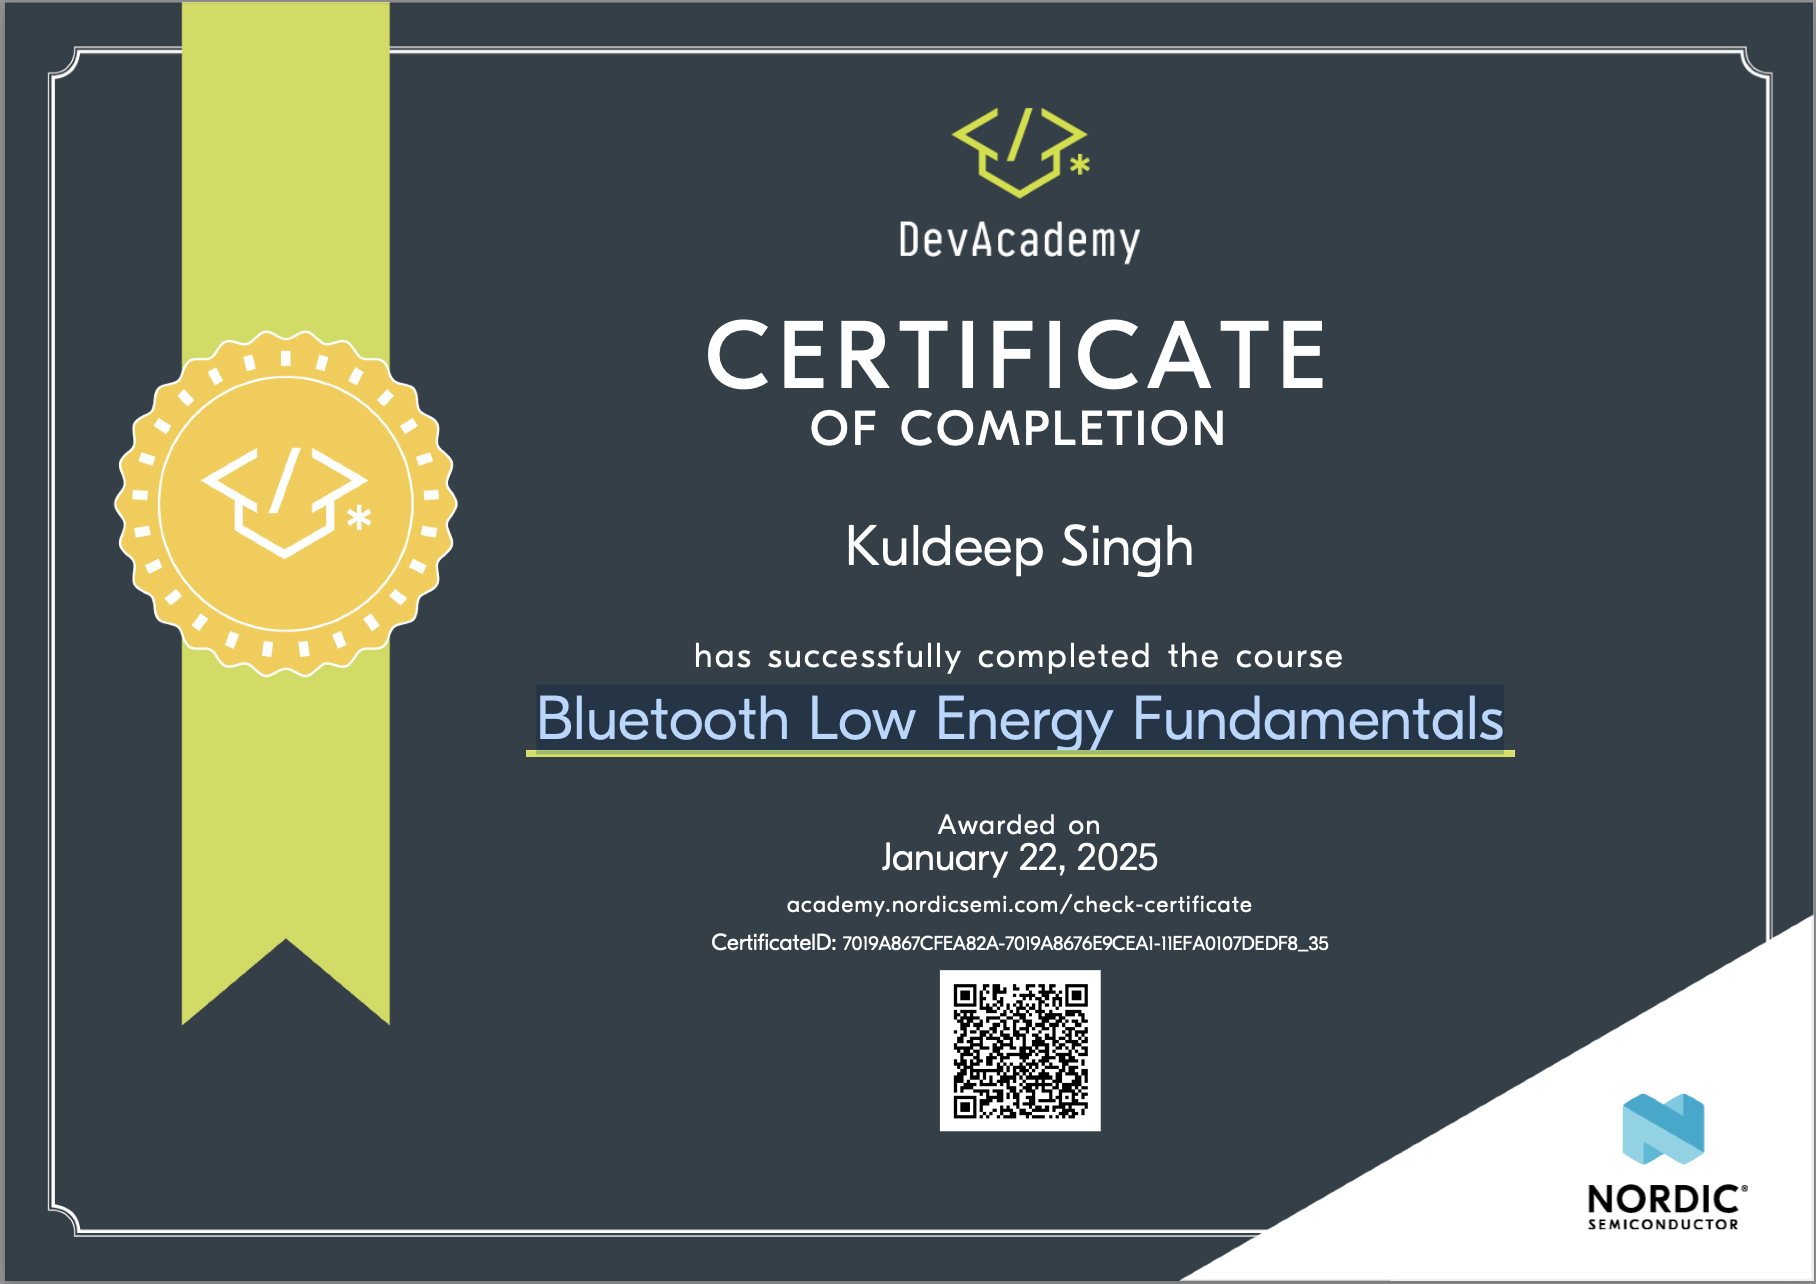 DevAcademy
CERTIFICATE
OF COMPLETION
Kuldeep Singh
has successfully completed the course
Bluetooth Low Energy Fundamentals
Awarded on
January 22, 2025
academy.nordicsemi.com/check-certificate
CertificateID: 7019A867CFEA82A-7019A8676E9CEA1-11EFA0107DEDF8_35
NORDIC®
SEMICONDUCTOR